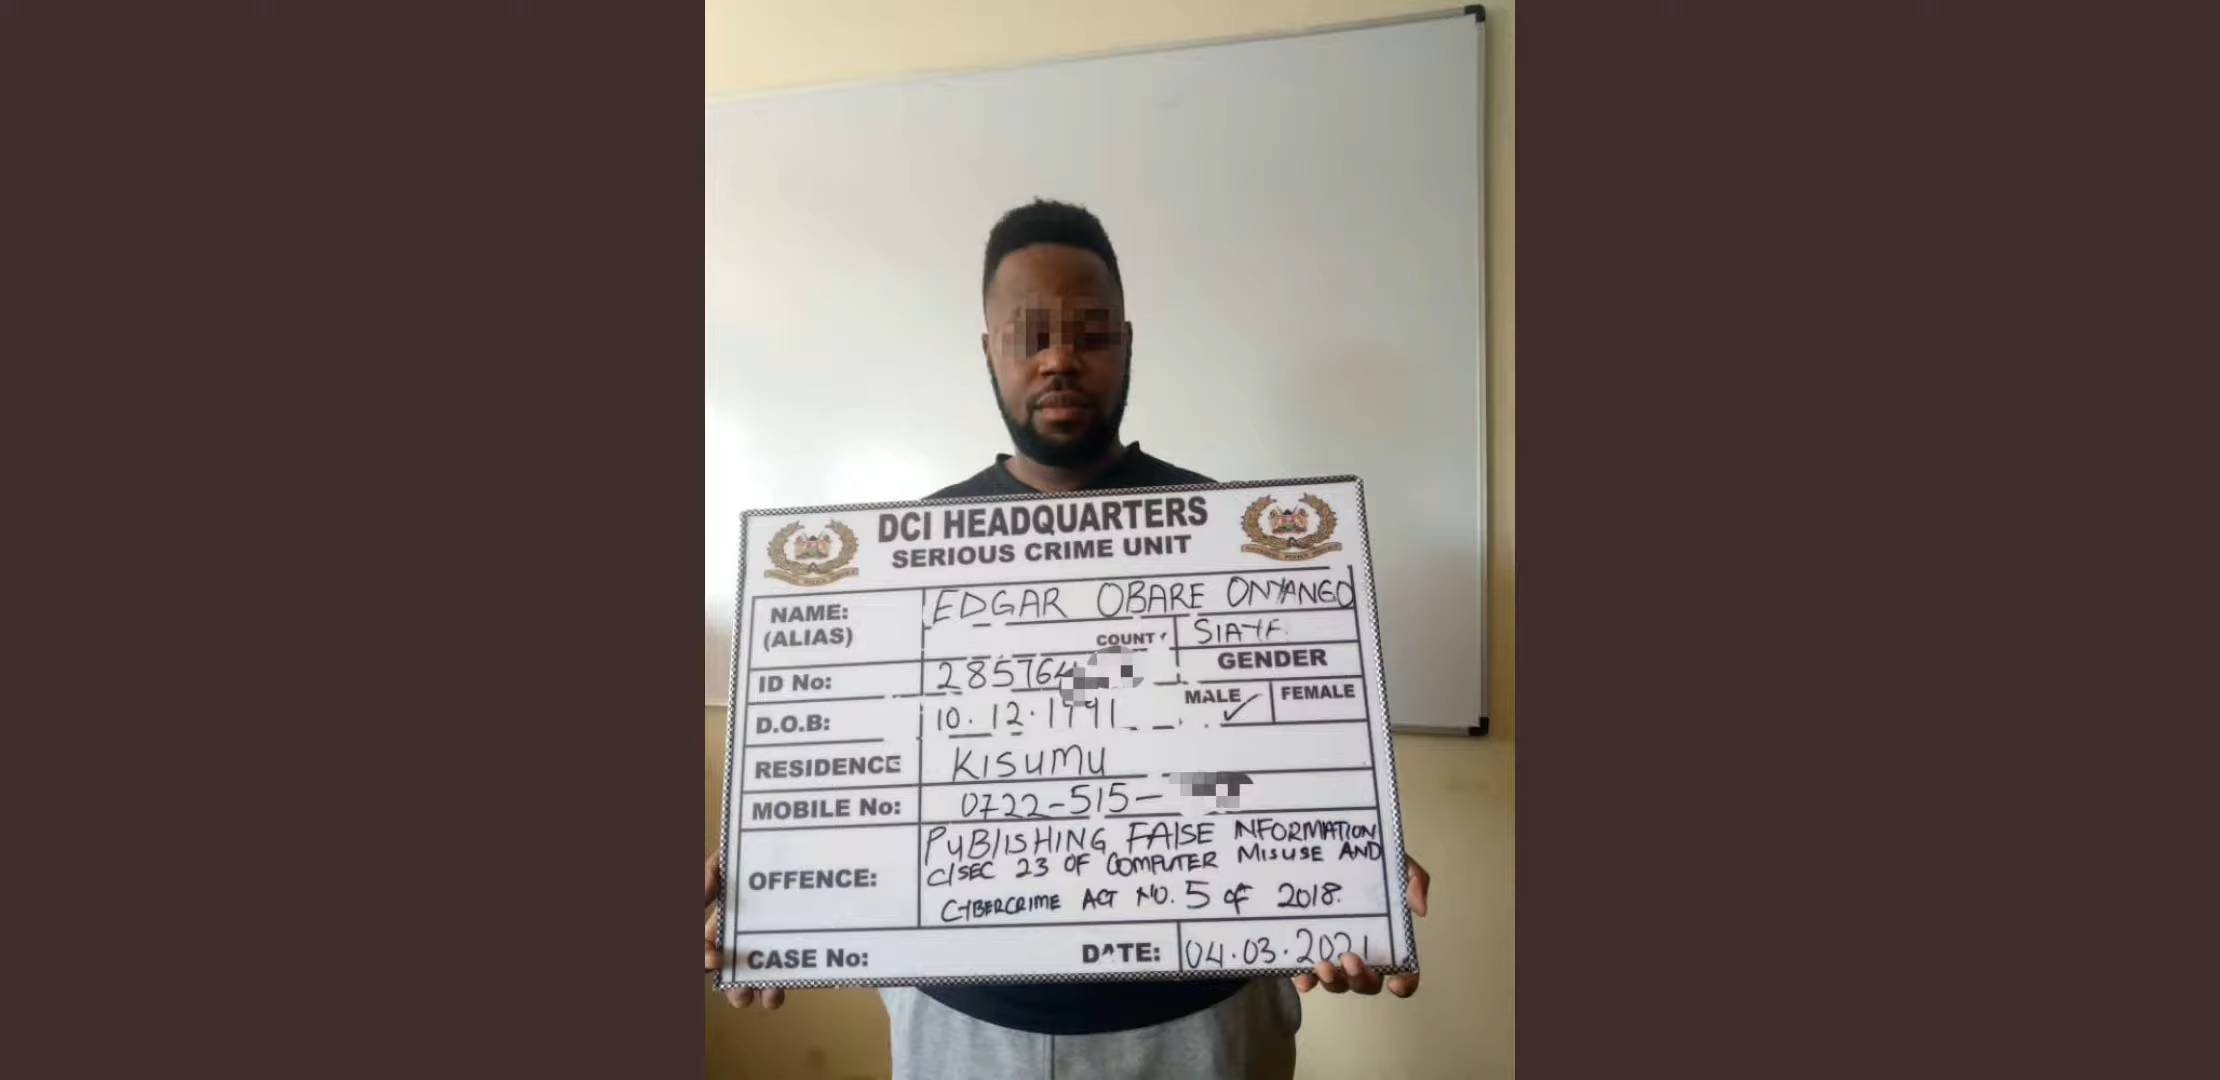 DCI HEADQUARTERS
SERIOUS CRIME UNIT
NAME: EDGAR OBARE ONYANGO
(ALIAS)
COUNT
ID No: 285764
GENDER
MALE ✓ FEMALE
D.O.B: 10.12.1991
RESIDENCE KISUMU
MOBILE No: 0722-515-
OFFENCE: PUBLISHING FALSE INFORMATION
C/SEC 23 OF COMPUTER MISUSE AND
CYBERCRIME ACT NO. 5 of 2018.
CASE No: DATE: 04.03.2021